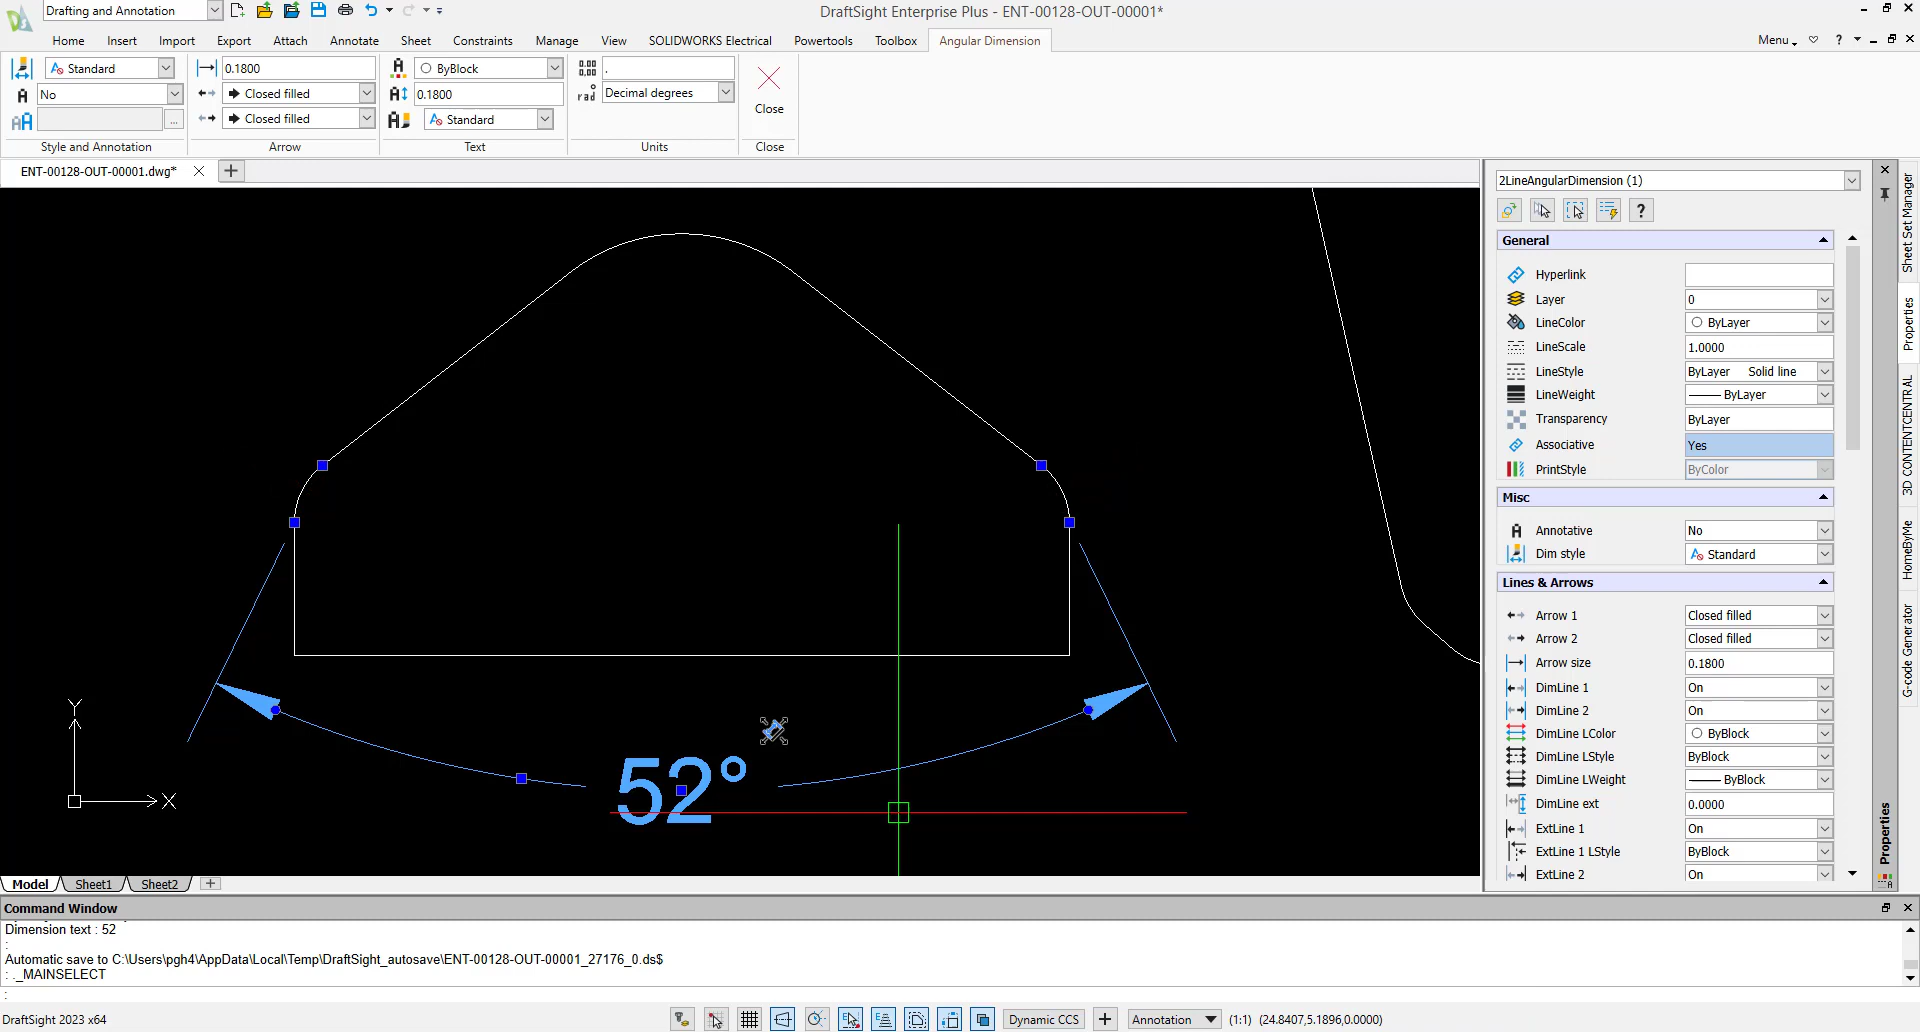 Drafting and Annotation
DraftSight Enterprise Plus - ENT-00128-OUT-00001*
Home Insert Import Export Attach Annotate Sheet Constraints Manage View SOLIDWORKS Electrical Powertools Toolbox Angular Dimension
Menu ?
Standard
No
...
Style and Annotation
0.1800
Closed filled
Closed filled
Arrow
ByBlock
0.1800
Standard
Text
.
Decimal degrees
Units
Close
Close
ENT-00128-OUT-00001.dwg*
52°
Y
X
Model Sheet1 Sheet2
2LineAngularDimension (1)
General
Hyperlink
Layer 0
LineColor ByLayer
LineScale 1.0000
LineStyle ByLayer Solid line
LineWeight ByLayer
Transparency ByLayer
Associative Yes
PrintStyle ByColor
Misc
Annotative No
Dim style Standard
Lines & Arrows
Arrow 1 Closed filled
Arrow 2 Closed filled
Arrow size 0.1800
DimLine 1 On
DimLine 2 On
DimLine LColor ByBlock
DimLine LStyle ByBlock
DimLine LWeight ByBlock
DimLine ext 0.0000
ExtLine 1 On
ExtLine 1 LStyle ByBlock
ExtLine 2 On
Properties
Sheet Set Manager
Properties
3D CONTENTCENTRAL
HomeByMe
G-code Generator
Command Window
Dimension text : 52
:
Automatic save to C:\Users\pgh4\AppData\Local\Temp\DraftSight_autosave\ENT-00128-OUT-00001_27176_0.ds$
: ._MAINSELECT
:
DraftSight 2023 x64
Dynamic CCS
Annotation
(1:1) (24.8407,5.1896,0.0000)